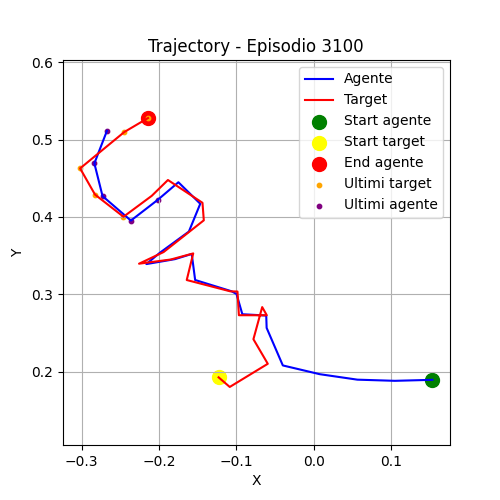 Trajectory - Episodio 3100
Agente
Target
Start agente
Start target
End agente
Ultimi target
Ultimi agente
0.6
0.5
0.4
0.3
0.2
Y
−0.3
−0.2
−0.1
0.0
0.1
X